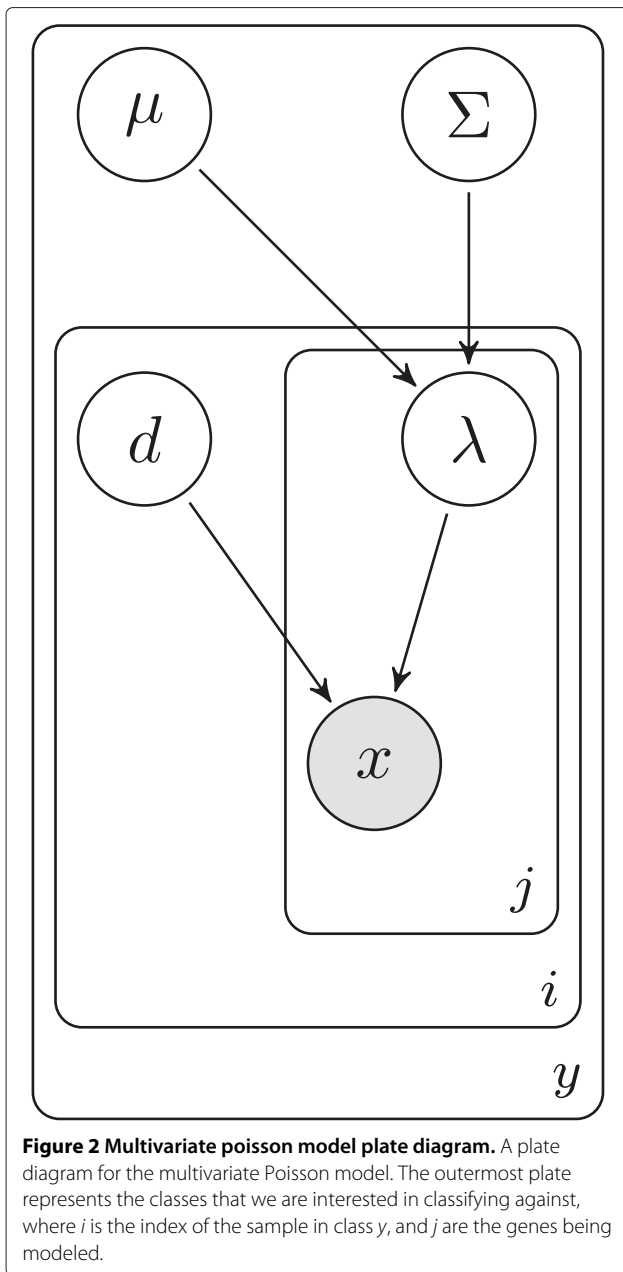 μ
Σ
d
λ
x
j
i
y
Figure 2 Multivariate poisson model plate diagram. A plate
diagram for the multivariate Poisson model. The outermost plate
represents the classes that we are interested in classifying against,
where i is the index of the sample in class y, and j are the genes being
modeled.